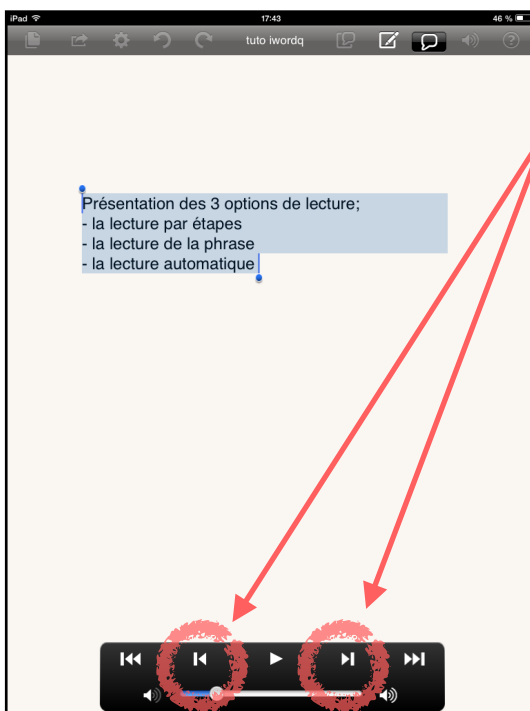 iPad 17:43 46 %
tuto iwordq
Présentation des 3 options de lecture;
- la lecture par étapes
- la lecture de la phrase
- la lecture automatique